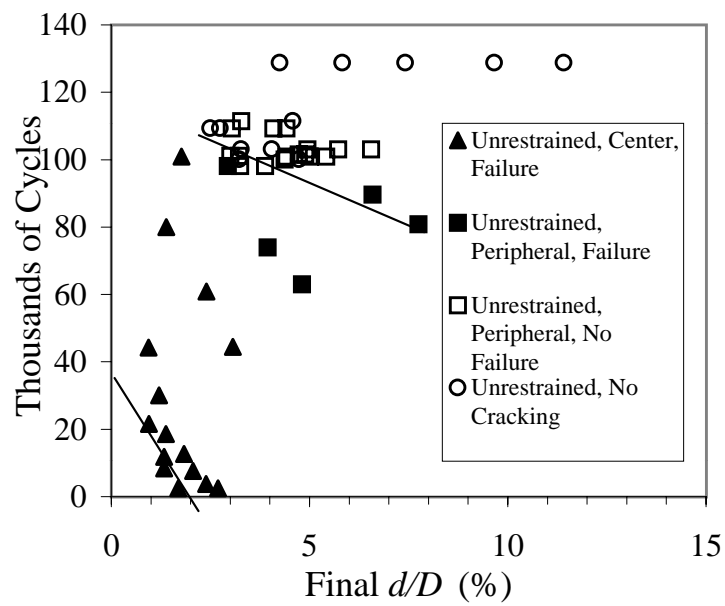 140
120
100
80
60
40
20
0
Thousands of Cycles
Unrestrained, Center,
Failure
Unrestrained,
Peripheral, Failure
Unrestrained,
Peripheral, No
Failure
Unrestrained, No
Cracking
0 5 10 15
Final d/D (%)